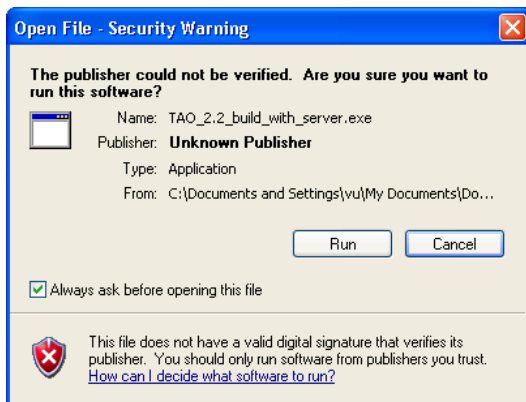 Open File - Security Warning
The publisher could not be verified. Are you sure you want to
run this software?
Name: TAO_2.2_build_with_server.exe
Publisher: Unknown Publisher
Type: Application
From: C:\Documents and Settings\vu\My Documents\Do...
Run Cancel
Always ask before opening this file
This file does not have a valid digital signature that verifies its
publisher. You should only run software from publishers you trust.
How can I decide what software to run?